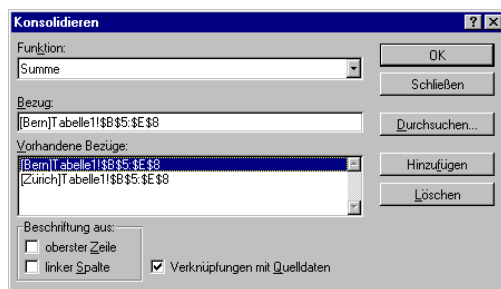 Konsolidieren
Funktion:
Summe
OK
Schließen
Bezug:
[Bern]Tabelle1!$B$5:$E$8
Durchsuchen...
Vorhandene Bezüge:
[Bern]Tabelle1!$B$5:$E$8
[Zürich]Tabelle1!$B$5:$E$8
Hinzufügen
Löschen
Beschriftung aus:
oberster Zeile
linker Spalte
Verknüpfungen mit Quelldaten